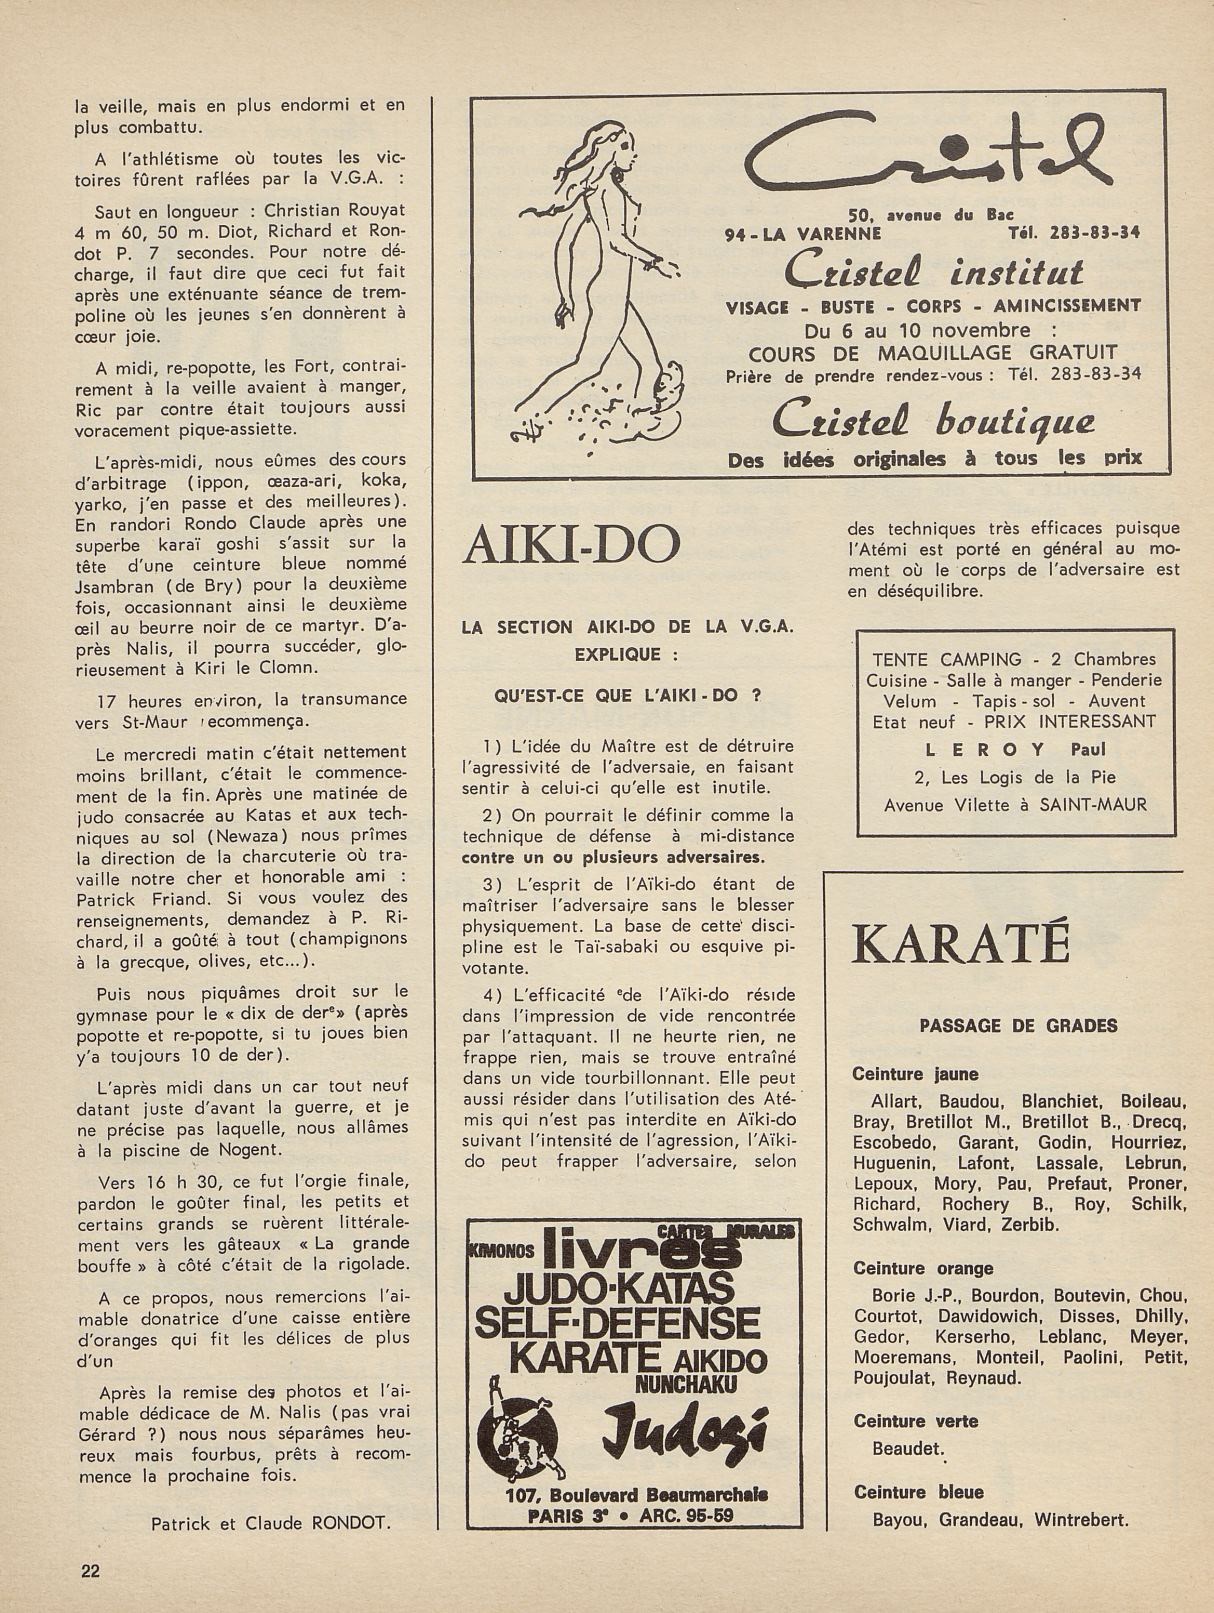 la veille, mais en plus endormi et en
plus combattu.
A l'athlétisme où toutes les vic-
toires fûrent raflées par la V.G.A. :
Saut en longueur : Christian Rouyat
4 m 60, 50 m. Diot, Richard et Ron-
dot P. 7 secondes. Pour notre dé-
charge, il faut dire que ceci fut fait
après une exténuante séance de trem-
poline où les jeunes s'en donnèrent à
cœur joie.
A midi, re-popotte, les Fort, contrai-
rement à la veille avaient à manger,
Ric par contre était toujours aussi
voracement pique-assiette.
L'après-midi, nous eûmes des cours
d'arbitrage (ippon, œaza-ari, koka,
yarko, j'en passe et des meilleures).
En randori Rondo Claude après une
superbe karaï goshi s'assit sur la
tête d'une ceinture bleue nommé
Jsambran (de Bry) pour la deuxième
fois, occasionnant ainsi le deuxième
œil au beurre noir de ce martyr. D'a-
près Nalis, il pourra succéder, glo-
rieusement à Kiri le Clomn.
17 heures environ, la transumance
vers St-Maur recommença.
Le mercredi matin c'était nettement
moins brillant, c'était le commence-
ment de la fin. Après une matinée de
judo consacrée au Katas et aux tech-
niques au sol (Newaza) nous prîmes
la direction de la charcuterie où tra-
vaille notre cher et honorable ami :
Patrick Friand. Si vous voulez des
renseignements, demandez à P. Ri-
chard, il a goûté à tout (champignons
à la grecque, olives, etc...).
Puis nous piquâmes droit sur le
gymnase pour le « dix de dere» (après
popotte et re-popotte, si tu joues bien
y'a toujours 10 de der).
L'après midi dans un car tout neuf
datant juste d'avant la guerre, et je
ne précise pas laquelle, nous allâmes
à la piscine de Nogent.
Vers 16 h 30, ce fut l'orgie finale,
pardon le goûter final, les petits et
certains grands se ruèrent littérale-
ment vers les gâteaux « La grande
bouffe » à côté c'était de la rigolade.
A ce propos, nous remercions l'ai-
mable donatrice d'une caisse entière
d'oranges qui fit les délices de plus
d'un
Après la remise des photos et l'ai-
mable dédicace de M. Nalis (pas vrai
Gérard ?) nous nous séparâmes heu-
reux mais fourbus, prêts à recom-
mence la prochaine fois.
Patrick et Claude RONDOT.
22
Cristel
50, avenue du Bac
94 - LA VARENNE Tél. 283-83-34
Cristel institut
VISAGE - BUSTE - CORPS - AMINCISSEMENT
Du 6 au 10 novembre :
COURS DE MAQUILLAGE GRATUIT
Prière de prendre rendez-vous : Tél. 283-83-34
Cristel boutique
Des idées originales à tous les prix
AIKI-DO
LA SECTION AIKI-DO DE LA V.G.A.
EXPLIQUE :
QU'EST-CE QUE L'AIKI - DO ?
1) L'idée du Maître est de détruire
l'agressivité de l'adversaie, en faisant
sentir à celui-ci qu'elle est inutile.
2) On pourrait le définir comme la
technique de défense à mi-distance
contre un ou plusieurs adversaires.
3) L'esprit de l'Aïki-do étant de
maîtriser l'adversaire sans le blesser
physiquement. La base de cette disci-
pline est le Taï-sabaki ou esquive pi-
votante.
4) L'efficacité ede l'Aïki-do réside
dans l'impression de vide rencontrée
par l'attaquant. Il ne heurte rien, ne
frappe rien, mais se trouve entraîné
dans un vide tourbillonnant. Elle peut
aussi résider dans l'utilisation des Até-
mis qui n'est pas interdite en Aïki-do
suivant l'intensité de l'agression, l'Aïki-
do peut frapper l'adversaire, selon
des techniques très efficaces puisque
l'Atémi est porté en général au mo-
ment où le corps de l'adversaire est
en déséquilibre.
CARTES MURALES
KIMONOS livres
JUDO·KATAS
SELF·DEFENSE
KARATE AIKIDO
NUNCHAKU
Judogi
107, Boulevard Beaumarchais
PARIS 3e • ARC. 95-59
TENTE CAMPING - 2 Chambres
Cuisine - Salle à manger - Penderie
Velum - Tapis - sol - Auvent
Etat neuf - PRIX INTERESSANT
LEROY Paul
2, Les Logis de la Pie
Avenue Vilette à SAINT-MAUR
KARATÉ
PASSAGE DE GRADES
Ceinture jaune
Allart, Baudou, Blanchiet, Boileau,
Bray, Bretillot M., Bretillot B., Drecq,
Escobedo, Garant, Godin, Hourriez,
Huguenin, Lafont, Lassale, Lebrun,
Lepoux, Mory, Pau, Prefaut, Proner,
Richard, Rochery B., Roy, Schilk,
Schwalm, Viard, Zerbib.
Ceinture orange
Borie J.-P., Bourdon, Boutevin, Chou,
Courtot, Dawidowich, Disses, Dhilly,
Gedor, Kerserho, Leblanc, Meyer,
Moeremans, Monteil, Paolini, Petit,
Poujoulat, Reynaud.
Ceinture verte
Beaudet.
Ceinture bleue
Bayou, Grandeau, Wintrebert.